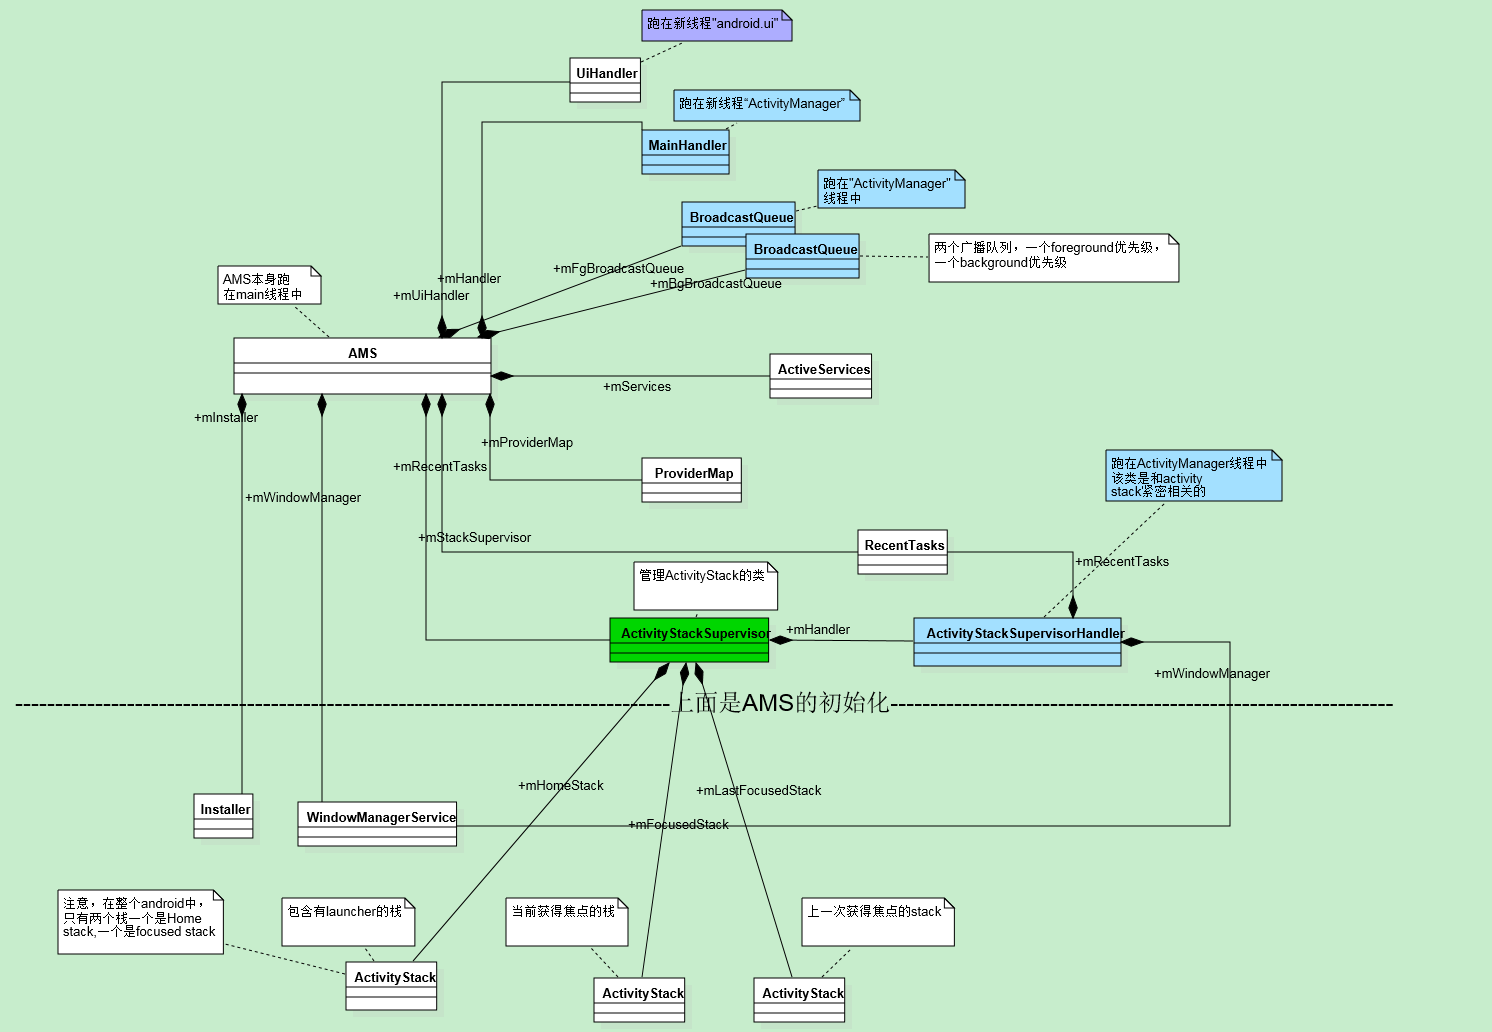 跑在新线程"android.ui"
UiHandler
跑在新线程“ActivityManager”
MainHandler
跑在"ActivityManager"
线程中
BroadcastQueue
BroadcastQueue
两个广播队列，一个foreground优先级，
一个background优先级
AMS本身跑
在main线程中
+mHandler
+mUiHandler
+mFgBroadcastQueue
+mBgBroadcastQueue
AMS
ActiveServices
+mServices
+mInstaller
+mProviderMap
+mRecentTasks
ProviderMap
+mWindowManager
跑在ActivityManager线程中
该类是和activity
stack紧密相关的
+mStackSupervisor
RecentTasks
+mRecentTasks
管理ActivityStack的类
ActivityStackSupervisor
+mHandler
ActivityStackSupervisorHandler
+mWindowManager
上面是AMS的初始化
+mHomeStack
+mLastFocusedStack
+mFocusedStack
Installer
WindowManagerService
注意，在整个android中，
只有两个栈一个是Home
stack,一个是focused stack
包含有launcher的栈
当前获得焦点的栈
上一次获得焦点的stack
ActivityStack
ActivityStack
ActivityStack